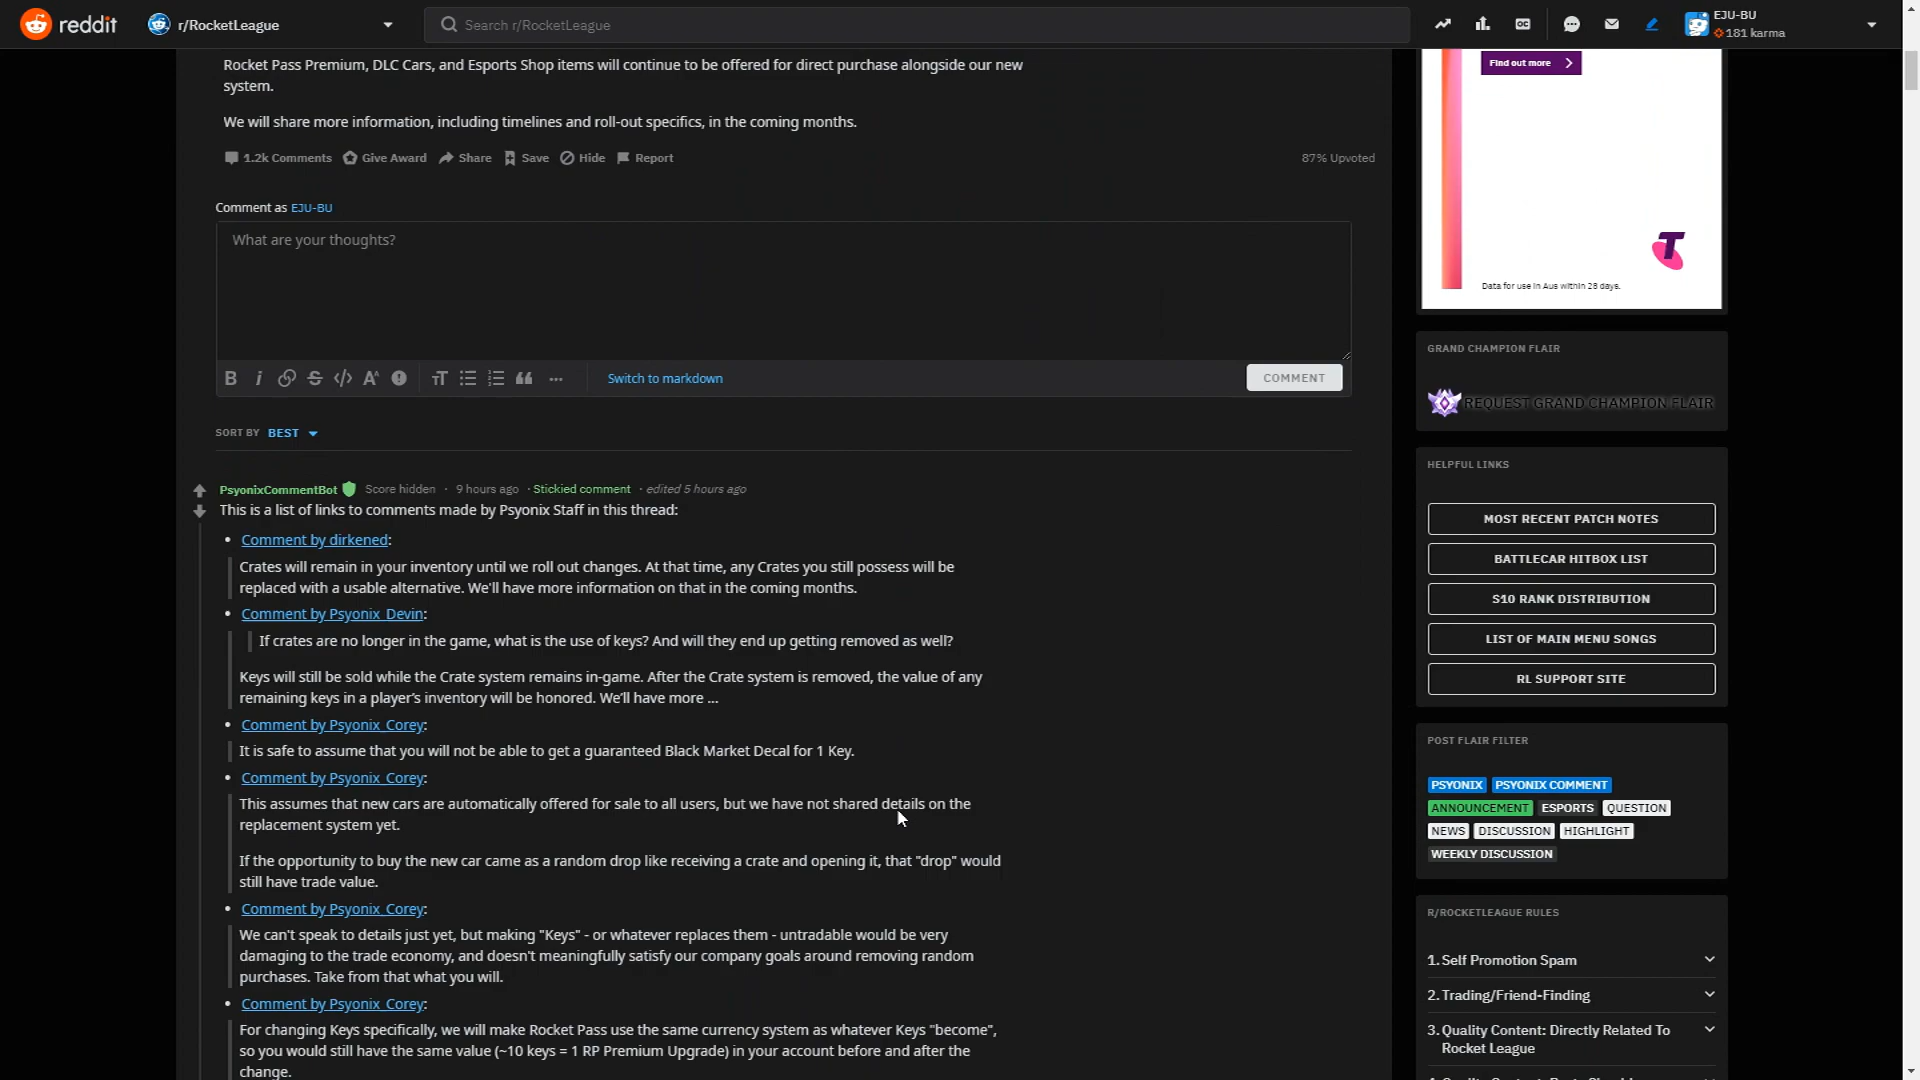 reddit
r/RocketLeague
Search r/RocketLeague
EJU-BU
181 karma
Rocket Pass Premium, DLC Cars, and Esports Shop items will continue to be offered for direct purchase alongside our new
system.
We will share more information, including timelines and roll-out specifics, in the coming months.
1.2k Comments Give Award Share Save Hide Report 87% Upvoted
Comment as EJU-BU
What are your thoughts?
Switch to markdown
COMMENT
SORT BY BEST
PsyonixCommentBot Score hidden · 9 hours ago · Stickied comment · edited 5 hours ago
This is a list of links to comments made by Psyonix Staff in this thread:
• Comment by dirkened:
Crates will remain in your inventory until we roll out changes. At that time, any Crates you still possess will be
replaced with a usable alternative. We'll have more information on that in the coming months.
• Comment by Psyonix_Devin:
If crates are no longer in the game, what is the use of keys? And will they end up getting removed as well?
Keys will still be sold while the Crate system remains in-game. After the Crate system is removed, the value of any
remaining keys in a player's inventory will be honored. We'll have more ...
• Comment by Psyonix_Corey:
It is safe to assume that you will not be able to get a guaranteed Black Market Decal for 1 Key.
• Comment by Psyonix_Corey:
This assumes that new cars are automatically offered for sale to all users, but we have not shared details on the
replacement system yet.
If the opportunity to buy the new car came as a random drop like receiving a crate and opening it, that "drop" would
still have trade value.
• Comment by Psyonix_Corey:
We can't speak to details just yet, but making "Keys" - or whatever replaces them - untradable would be very
damaging to the trade economy, and doesn't meaningfully satisfy our company goals around removing random
purchases. Take from that what you will.
• Comment by Psyonix_Corey:
For changing Keys specifically, we will make Rocket Pass use the same currency system as whatever Keys "become",
so you would still have the same value (~10 keys = 1 RP Premium Upgrade) in your account before and after the
change.
Find out more
T
Data for use in Aus within 28 days.
GRAND CHAMPION FLAIR
REQUEST GRAND CHAMPION FLAIR
HELPFUL LINKS
MOST RECENT PATCH NOTES
BATTLECAR HITBOX LIST
S10 RANK DISTRIBUTION
LIST OF MAIN MENU SONGS
RL SUPPORT SITE
POST FLAIR FILTER
PSYONIX PSYONIX COMMENT
ANNOUNCEMENT ESPORTS QUESTION
NEWS DISCUSSION HIGHLIGHT
WEEKLY DISCUSSION
R/ROCKETLEAGUE RULES
1. Self Promotion Spam
2. Trading/Friend-Finding
3. Quality Content: Directly Related To
Rocket League